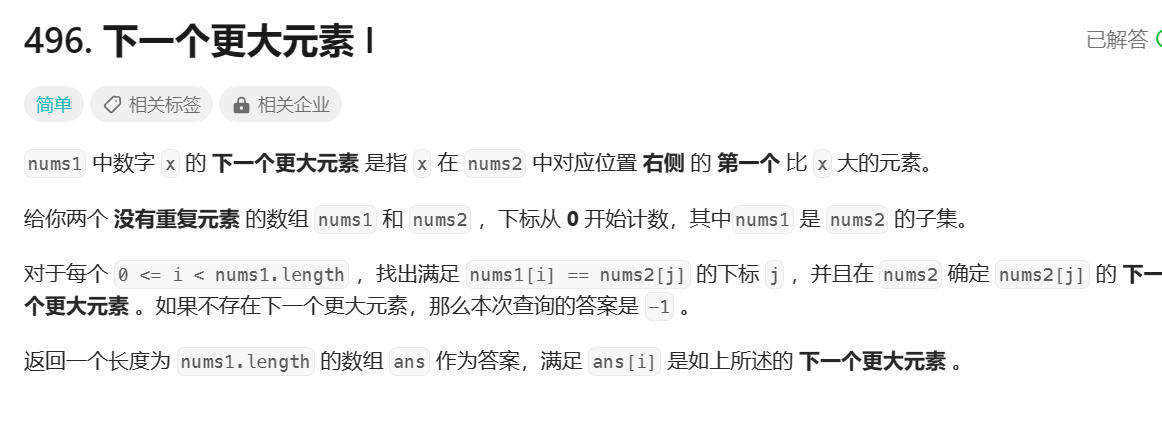 496. 下一个更大元素 I
已解答
简单 相关标签 相关企业
nums1 中数字 x 的 下一个更大元素 是指 x 在 nums2 中对应位置 右侧 的 第一个 比 x 大的元素。
给你两个 没有重复元素 的数组 nums1 和 nums2 ，下标从 0 开始计数，其中nums1 是 nums2 的子集。
对于每个 0 <= i < nums1.length ，找出满足 nums1[i] == nums2[j] 的下标 j ，并且在 nums2 确定 nums2[j] 的 下一
个更大元素 。如果不存在下一个更大元素，那么本次查询的答案是 -1 。
返回一个长度为 nums1.length 的数组 ans 作为答案，满足 ans[i] 是如上所述的 下一个更大元素 。